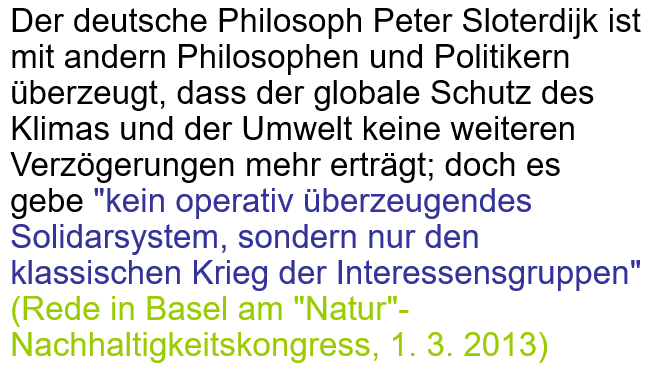 Der deutsche Philosoph Peter Sloterdijk ist
mit andern Philosophen und Politikern
überzeugt, dass der globale Schutz des
Klimas und der Umwelt keine weiteren
Verzögerungen mehr erträgt; doch es
gebe "kein operativ überzeugendes
Solidarsystem, sondern nur den
klassischen Krieg der Interessensgruppen"
(Rede in Basel am "Natur"-
Nachhaltigkeitskongress, 1. 3. 2013)